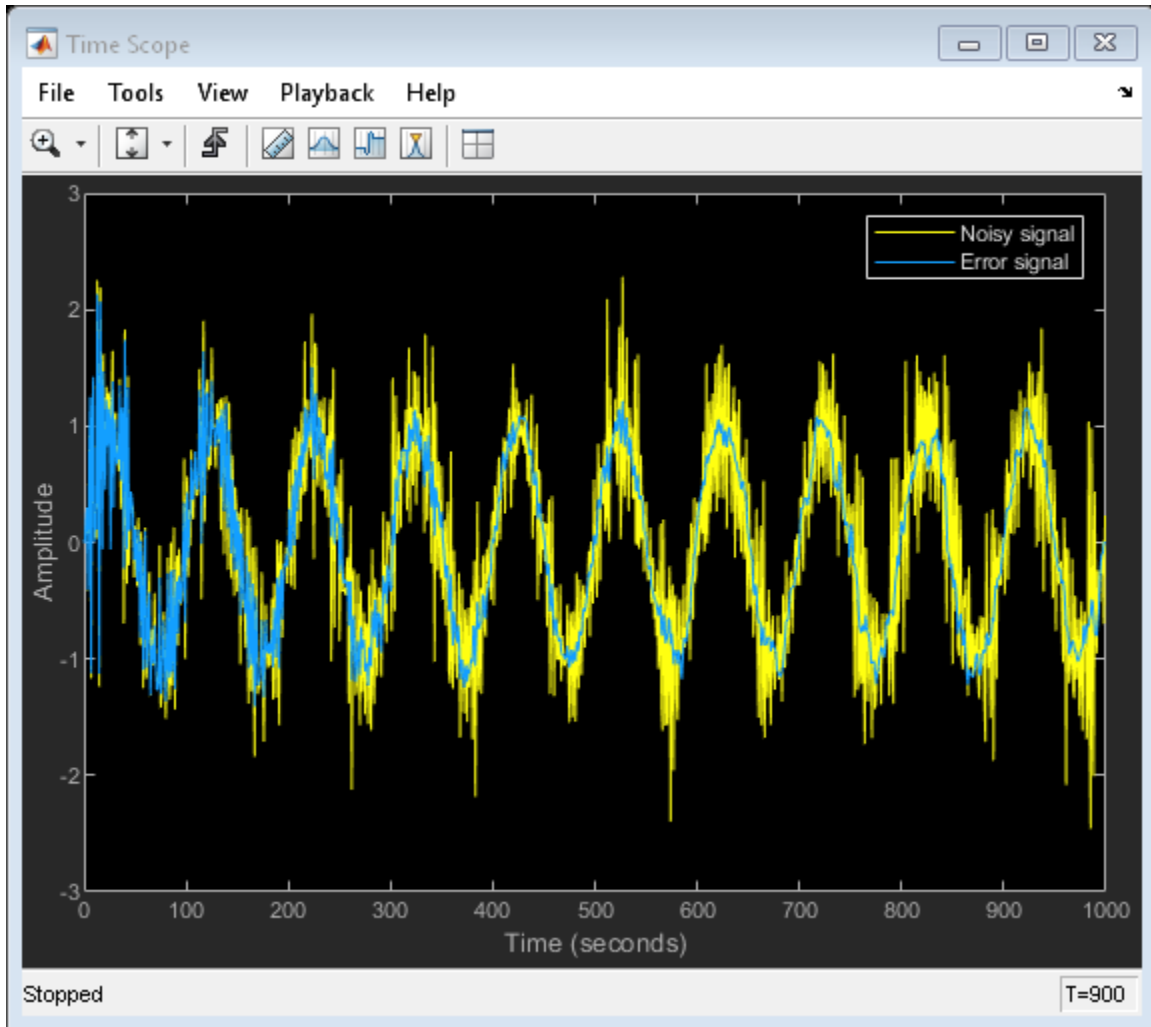 Time Scope
File Tools View Playback Help
3
2
1
0
-1
-2
-3
Amplitude
Noisy signal
Error signal
0 100 200 300 400 500 600 700 800 900 1000
Time (seconds)
Stopped T=900